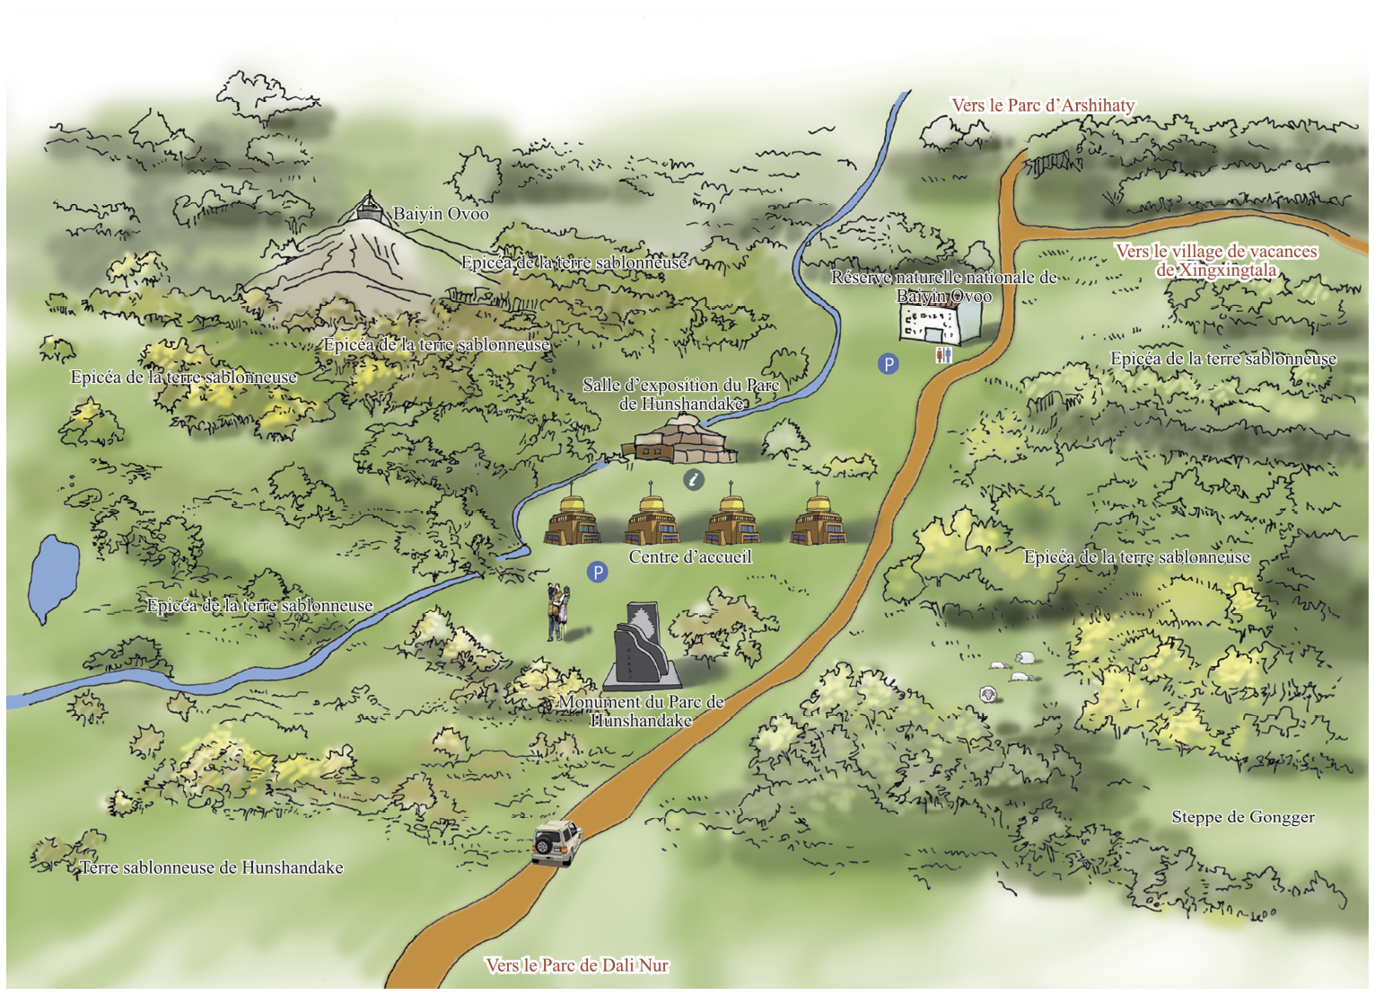 Vers le Parc d'Arshihaty
Baiyin Ovoo
Vers le village de vacances
de Xingxingtala
Epicéa de la terre sablonneuse
Réserve naturelle nationale de
Baiyin Ovoo
Epicéa de la terre sablonneuse
Epicéa de la terre sablonneuse
P
Epicéa de la terre sablonneuse
Salle d'exposition du Parc
de Hunshandake
i
Centre d'accueil
Epicéa de la terre sablonneuse
P
Epicéa de la terre sablonneuse
Monument du Parc de
Hunshandake
Steppe de Gongger
Terre sablonneuse de Hunshandake
Vers le Parc de Dali Nur